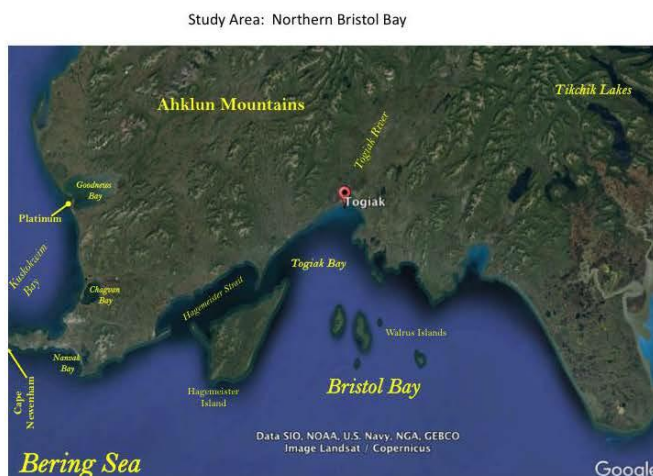 Study Area: Northern Bristol Bay
Ahklun Mountains
Tikchik Lakes
Togiak River
Goodnews
Bay
Togiak
Platinum
Kuskokwim
Bay
Togiak Bay
Chagvan
Bay
Hagemeister Strait
Walrus Islands
Nanvak
Bay
Hagemeister
Island
Bristol Bay
Cape
Newenham
Data SIO, NOAA, U.S. Navy, NGA, GEBCO
Image Landsat / Copernicus
Bering Sea
Google